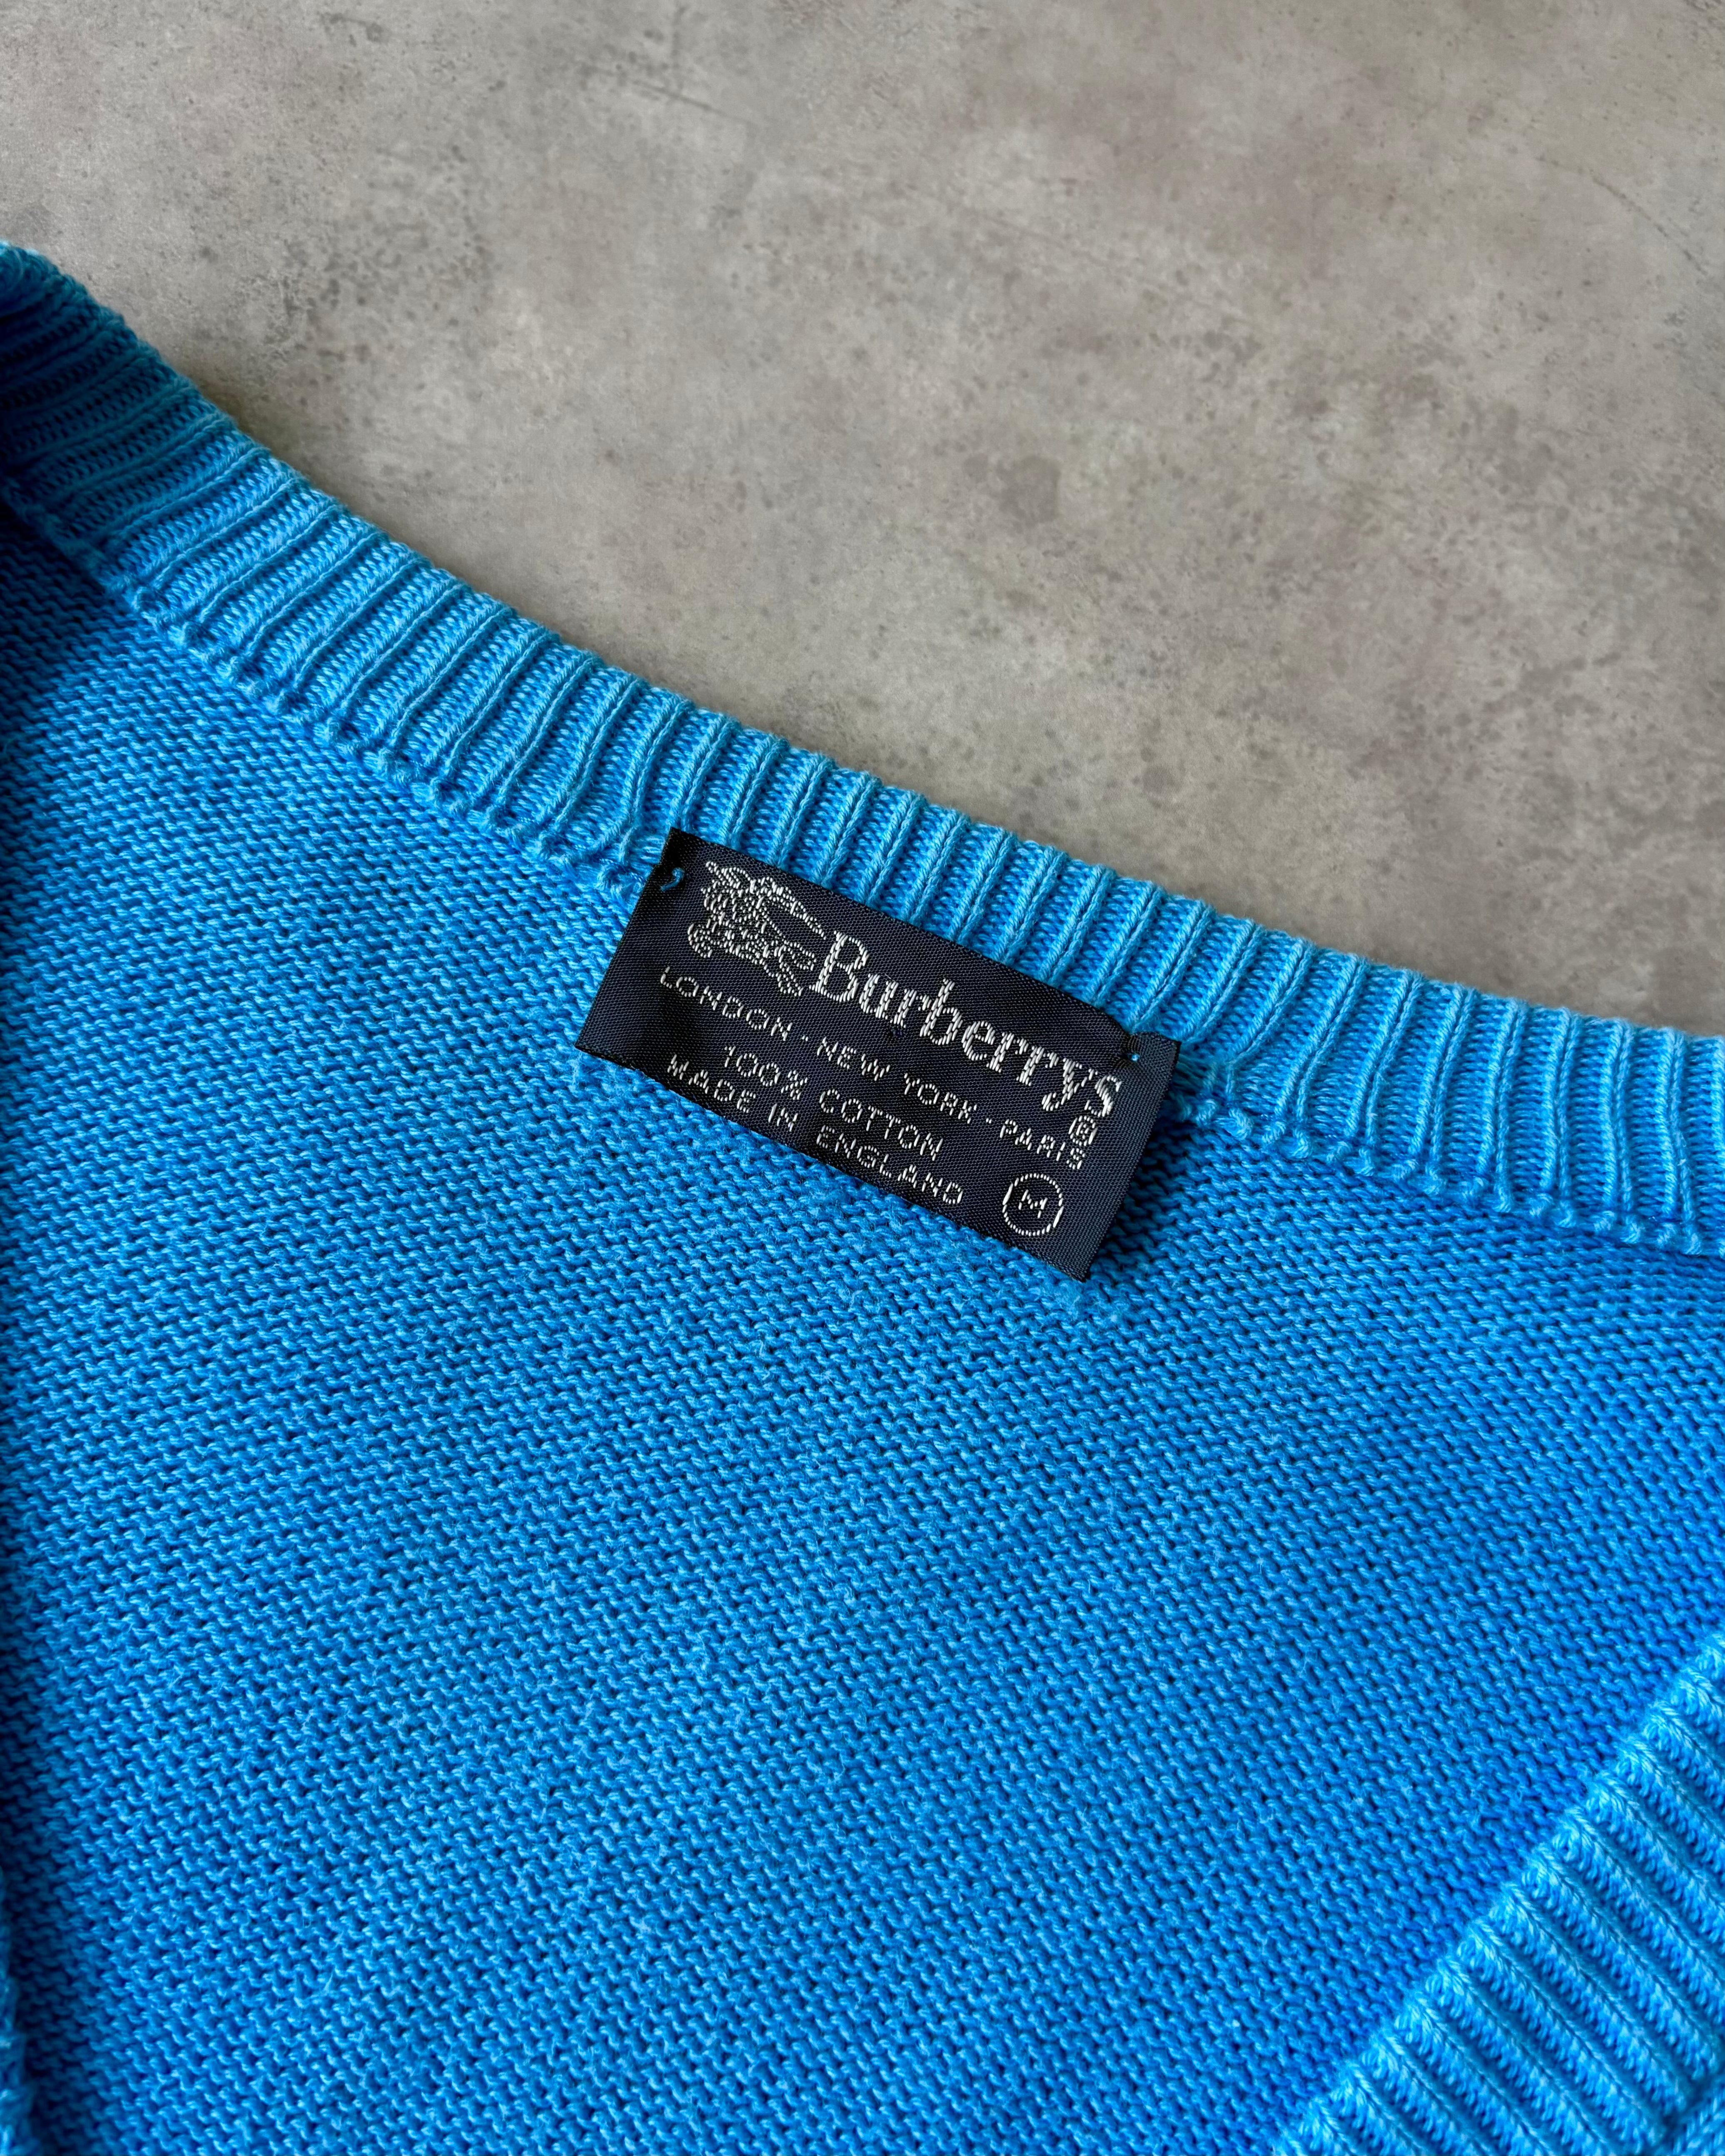 Burberrys®
LONDON - NEW YORK - PARIS
100% COTTON
MADE IN ENGLAND
M